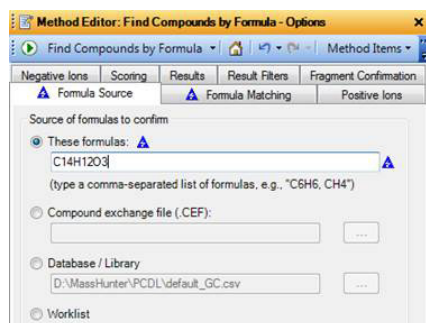 Method Editor: Find Compounds by Formula - Options
Find Compounds by Formula Method Items
Negative Ions Scoring Results Result Filters Fragment Confirmation
Formula Source Formula Matching Positive Ions
Source of formulas to confirm
These formulas:
C14H12O3
(type a comma-separated list of formulas, e.g., "C6H6, CH4")
Compound exchange file (.CEF):
...
Database / Library
D:\MassHunter\PCDL\default_GC.csv ...
Worklist